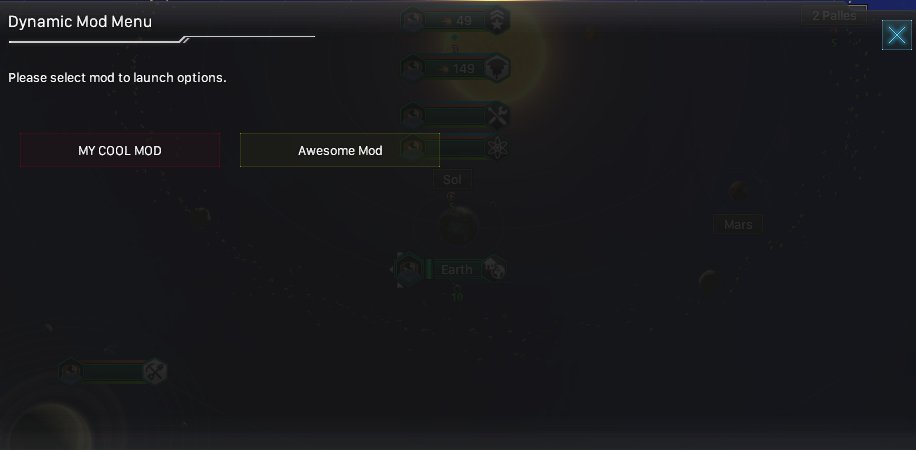 Dynamic Mod Menu
49
2 Palles
Please select mod to launch options.
149
MY COOL MOD
Awesome Mod
Sol
Mars
Earth
10